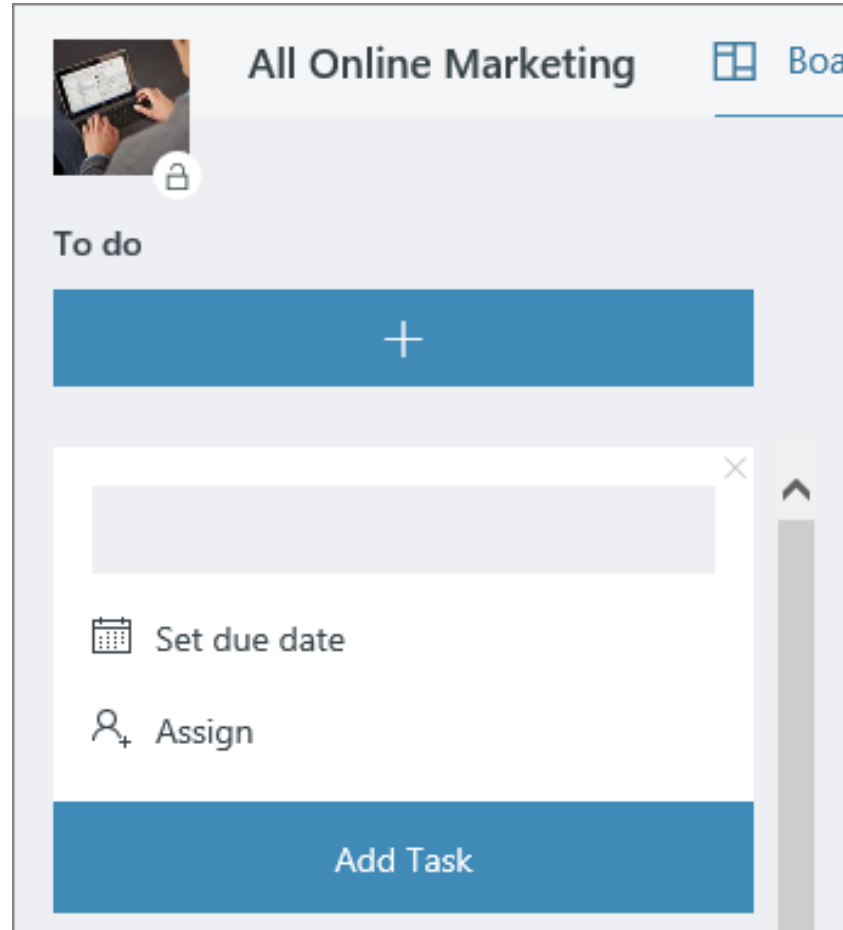 All Online Marketing
To do
Set due date
Assign
Add Task